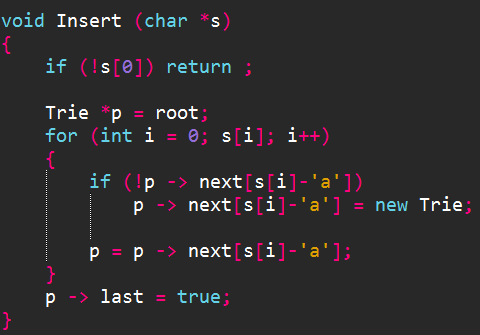 void Insert (char *s)
{
    if (!s[0]) return ;
    Trie *p = root;
    for (int i = 0; s[i]; i++)
    {
        if (!p -> next[s[i]-'a'])
            p -> next[s[i]-'a'] = new Trie;
        p = p -> next[s[i]-'a'];
    }
    p -> last = true;
}